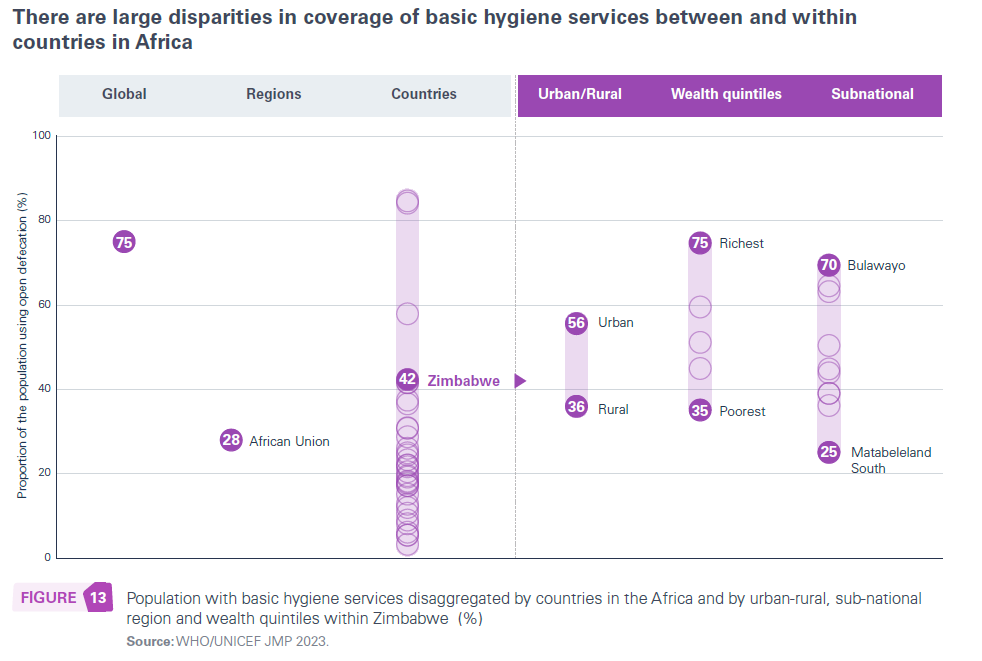 There are large disparities in coverage of basic hygiene services between and within
countries in Africa
Global
Regions
Countries
Urban/Rural
Wealth quintiles
Subnational
Proportion of the population using open defecation (%)
100
80
60
40
20
0
75
28 African Union
42 Zimbabwe
56 Urban
36 Rural
75 Richest
35 Poorest
70 Bulawayo
25 Matabeleland
South
FIGURE 13
Population with basic hygiene services disaggregated by countries in the Africa and by urban-rural, sub-national
region and wealth quintiles within Zimbabwe (%)
Source: WHO/UNICEF JMP 2023.